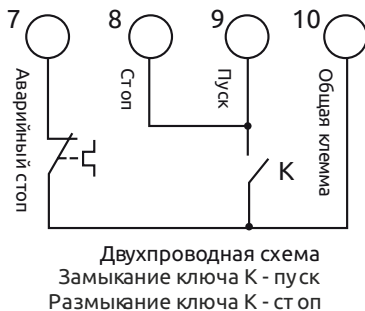 7 8 9 10
Аварийный стоп
Стоп
Пуск
Общая клемма
K
Двухпроводная схема
Замыкание ключа К - пуск
Размыкание ключа К - стоп